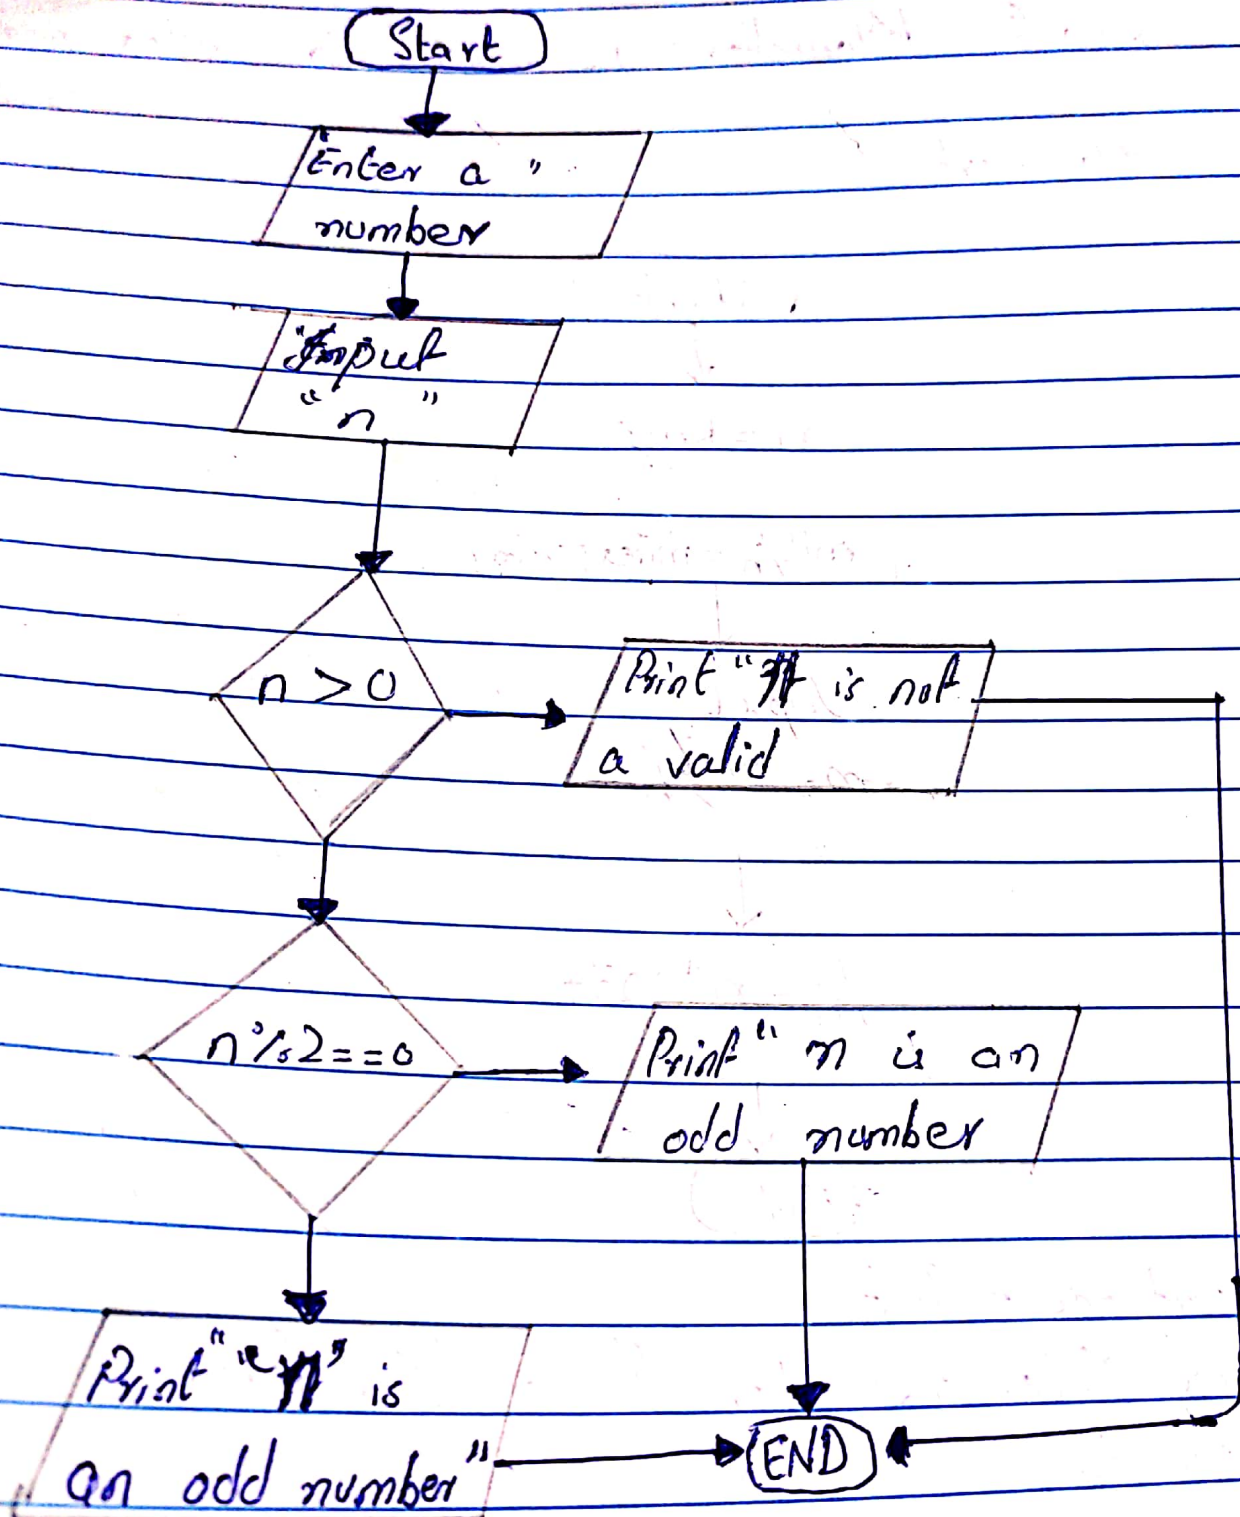 Start
Enter a "
number
Input
“ n ”
n > 0
Print “n is not
a valid
n%2==0
Print “ n is an
odd number
Print “ “n” is
an odd number”
END